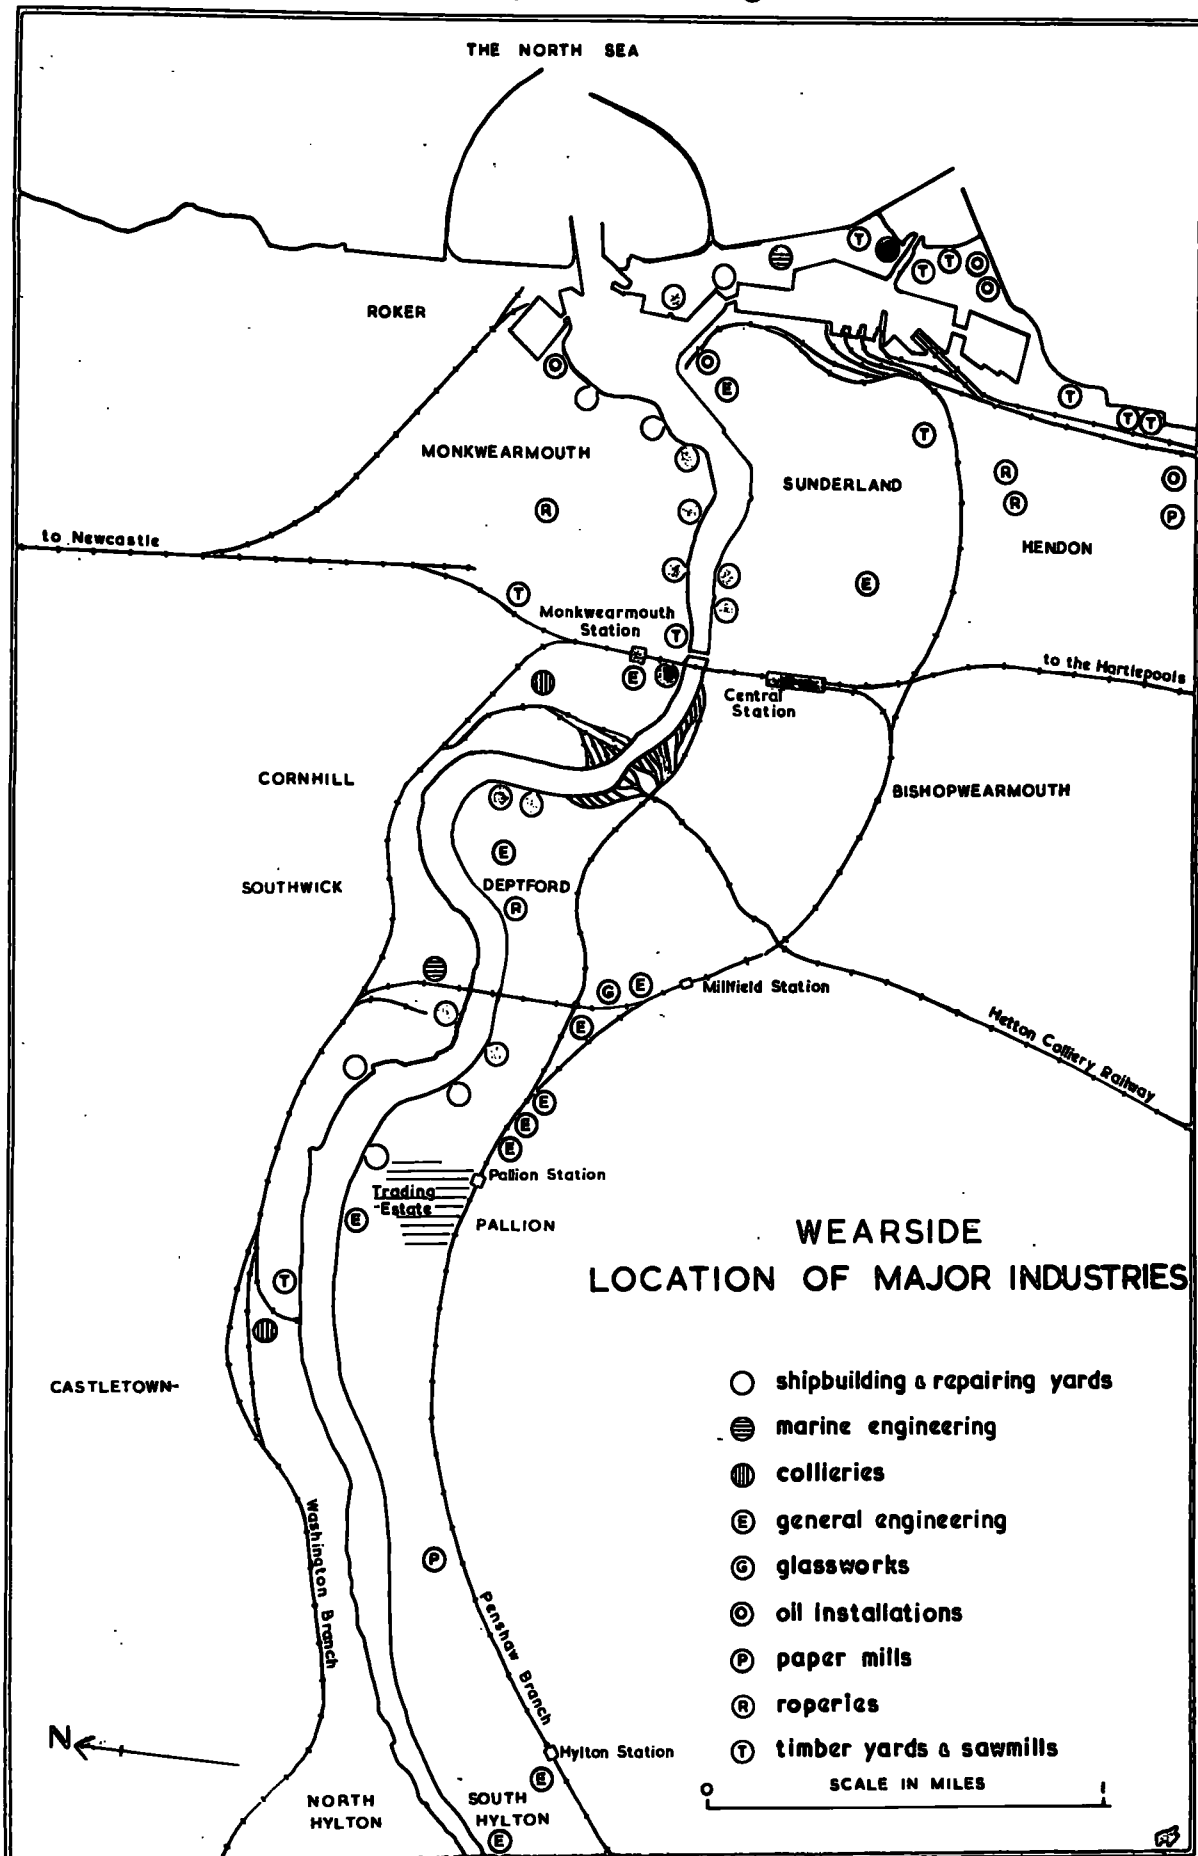 THE NORTH SEA
T
T
T
O
T
O
ROKER
O
O
E
T
T
T
T
MONKWEARMOUTH
SUNDERLAND
R
R
O
R
P
to Newcastle
HENDON
E
T
Monkwearmouth
Station
T
to the Hartlepools
E
Central
Station
CORNHILL
BISHOPWEARMOUTH
E
SOUTHWICK
DEPTFORD
R
G
E
Millfield Station
E
Hetton Colliery Railway
E
E
E
Pallion Station
Trading
Estate
E
PALLION
WEARSIDE
LOCATION OF MAJOR INDUSTRIES
T
CASTLETOWN
shipbuilding & repairing yards
marine engineering
collieries
E general engineering
G glassworks
O oil installations
P paper mills
R roperies
T timber yards & sawmills
Washington Branch
P
Penshaw Branch
N
Hylton Station
E
NORTH
HYLTON
SOUTH
HYLTON
E
SCALE IN MILES
0 1